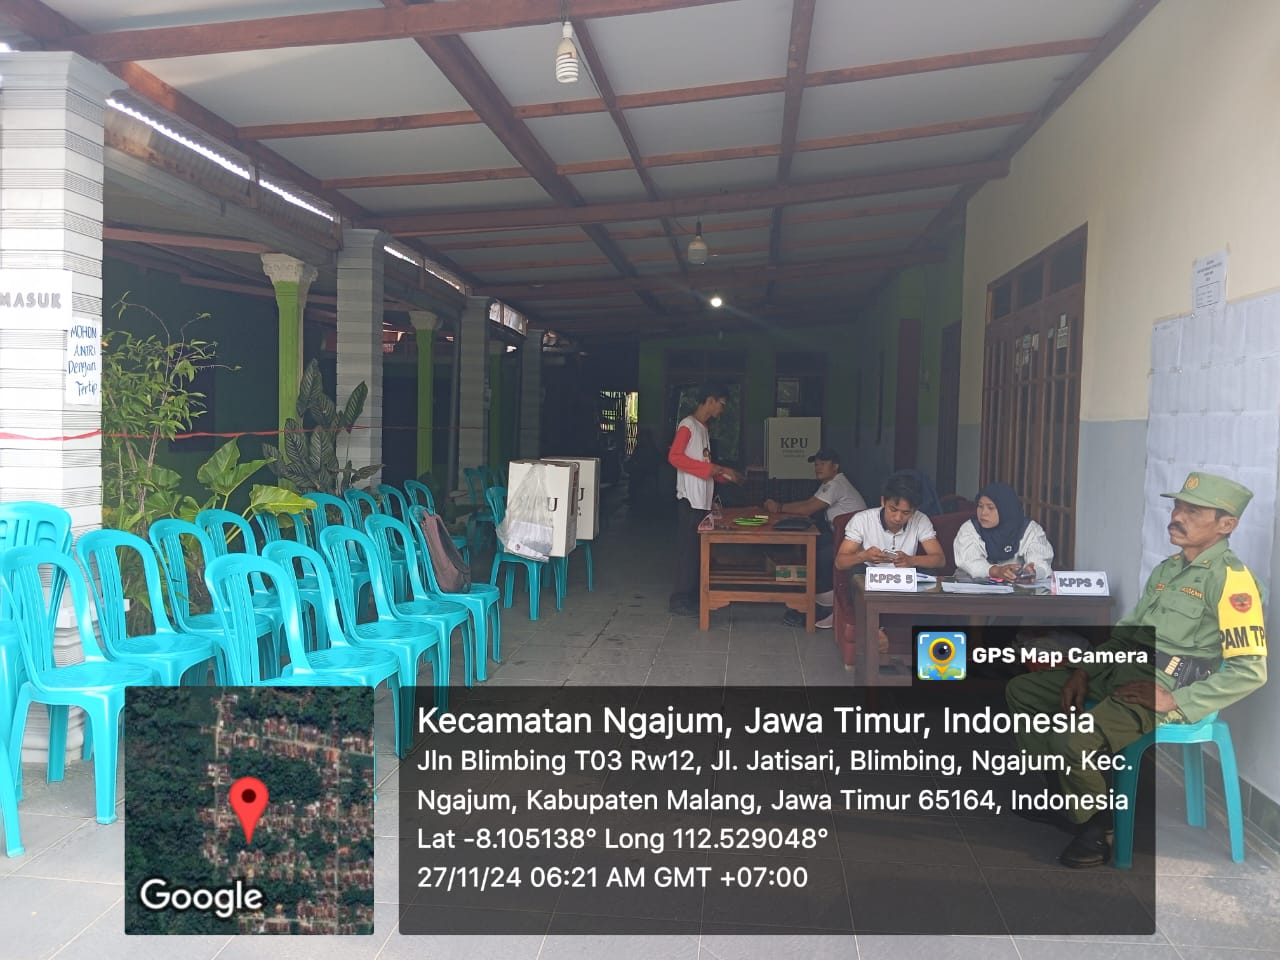 MASUK
MOHON
ANTRI
Dengan
Tertip
KPU
KPPS 5
KPPS 4
PAM TP
GPS Map Camera
Kecamatan Ngajum, Jawa Timur, Indonesia
Jln Blimbing T03 Rw12, Jl. Jatisari, Blimbing, Ngajum, Kec.
Ngajum, Kabupaten Malang, Jawa Timur 65164, Indonesia
Lat -8.105138° Long 112.529048°
27/11/24 06:21 AM GMT +07:00
Google